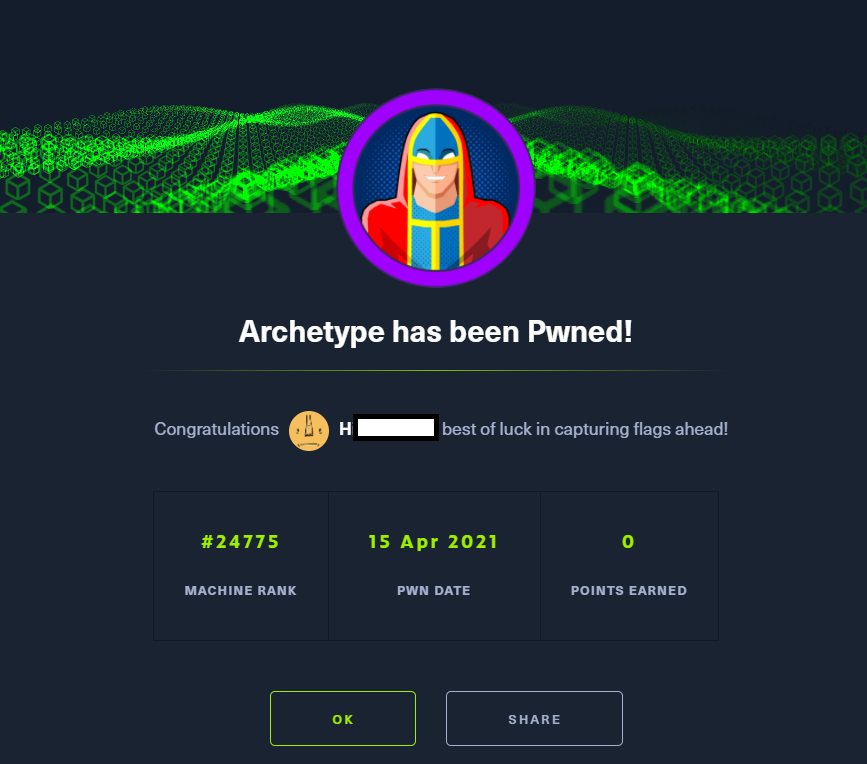 Archetype has been Pwned!
Congratulations H best of luck in capturing flags ahead!
#24775 15 Apr 2021 0
MACHINE RANK PWN DATE POINTS EARNED
OK SHARE